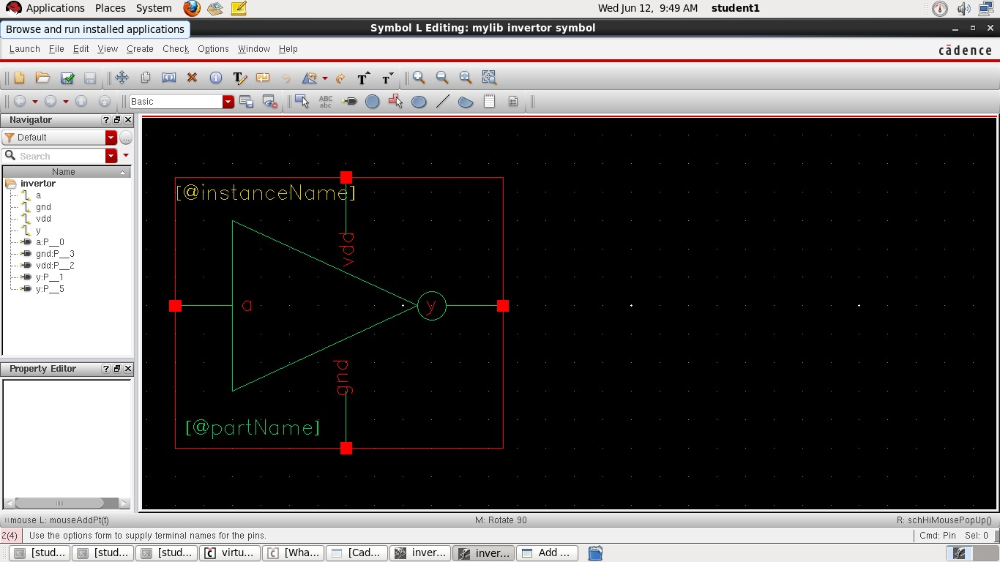 Applications Places System Wed Jun 12, 9:49 AM student1
Browse and run installed applications
Symbol L Editing: mylib invertor symbol
Launch File Edit View Create Check Options Window Help
cādence
Basic
ABC
abc
Navigator
Default
Search
Name
invertor
a
gnd
vdd
y
a:P__0
gnd:P__3
vdd:P__2
y:P__1
y:P__5
Property Editor
[@instanceName]
vdd
a
y
gnd
[@partName]
mouse L: mouseAddPt(t) M: Rotate 90 R: schHiMousePopUp()
2(4) Use the options form to supply terminal names for the pins. Cmd: Pin Sel: 0
[stud... [stud... [stud... virtu... [Wha... [Cad... inver... inver... Add ...